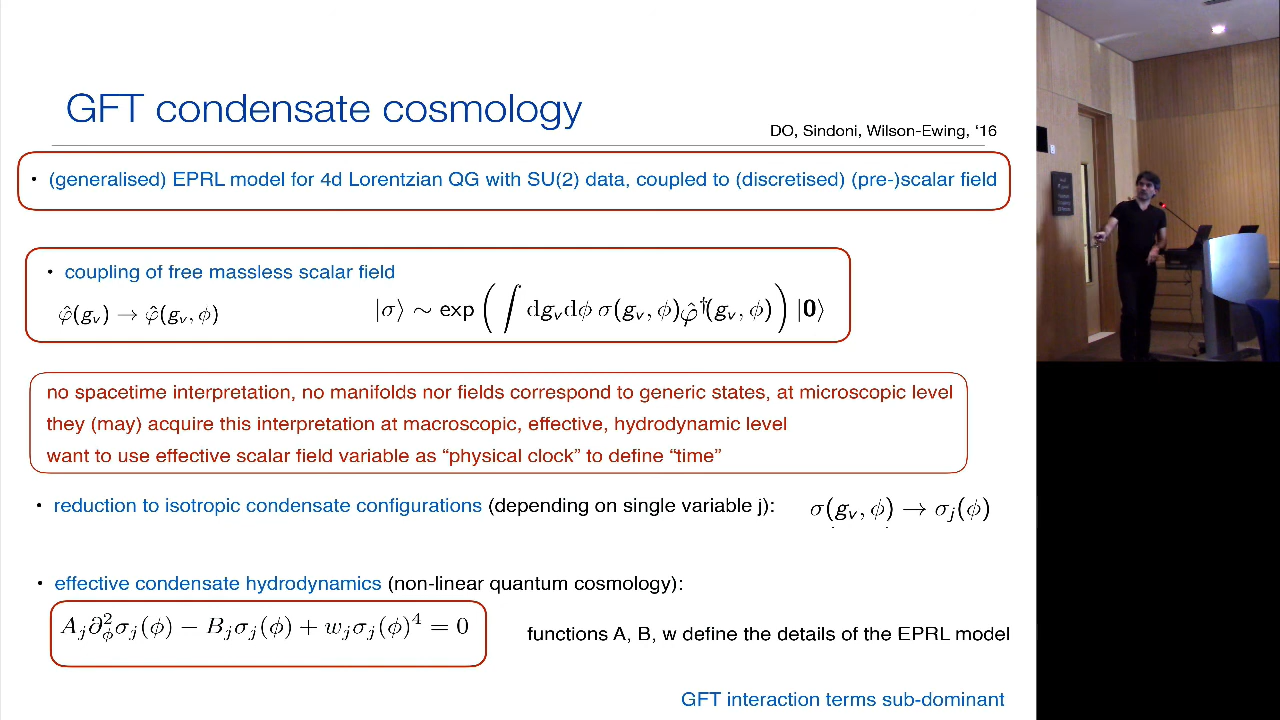 GFT condensate cosmology
DO, Sindoni, Wilson-Ewing, ‘16
• (generalised) EPRL model for 4d Lorentzian QG with SU(2) data, coupled to (discretised) (pre-)scalar field
• coupling of free massless scalar field
φ̂(g_v) → φ̂(g_v, ϕ)
|σ⟩ ∼ exp ( ∫ dg_v dϕ σ(g_v, ϕ) φ̂†(g_v, ϕ) ) |0⟩
no spacetime interpretation, no manifolds nor fields correspond to generic states, at microscopic level
they (may) acquire this interpretation at macroscopic, effective, hydrodynamic level
want to use effective scalar field variable as “physical clock” to define “time”
• reduction to isotropic condensate configurations (depending on single variable j): σ(g_v, ϕ) → σ_j(ϕ)
• effective condensate hydrodynamics (non-linear quantum cosmology):
A_j ∂²_ϕ σ_j(ϕ) − B_j σ_j(ϕ) + w_j σ_j(ϕ)⁴ = 0
functions A, B, w define the details of the EPRL model
GFT interaction terms sub-dominant